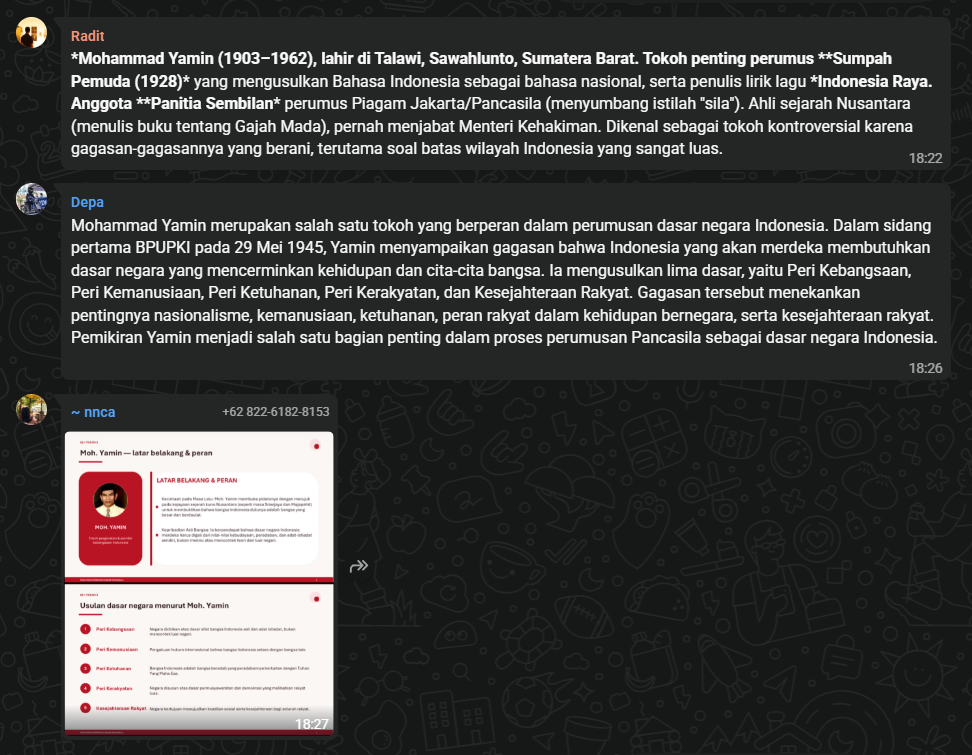 Radit
*Mohammad Yamin (1903–1962), lahir di Talawi, Sawahlunto, Sumatera Barat. Tokoh penting perumus **Sumpah
Pemuda (1928)* yang mengusulkan Bahasa Indonesia sebagai bahasa nasional, serta penulis lirik lagu *Indonesia Raya.
Anggota **Panitia Sembilan* perumus Piagam Jakarta/Pancasila (menyumbang istilah "sila"). Ahli sejarah Nusantara
(menulis buku tentang Gajah Mada), pernah menjabat Menteri Kehakiman. Dikenal sebagai tokoh kontroversial karena
gagasan-gagasannya yang berani, terutama soal batas wilayah Indonesia yang sangat luas.
18:22
Depa
Mohammad Yamin merupakan salah satu tokoh yang berperan dalam perumusan dasar negara Indonesia. Dalam sidang
pertama BPUPKI pada 29 Mei 1945, Yamin menyampaikan gagasan bahwa Indonesia yang akan merdeka membutuhkan
dasar negara yang mencerminkan kehidupan dan cita-cita bangsa. Ia mengusulkan lima dasar, yaitu Peri Kebangsaan,
Peri Kemanusiaan, Peri Ketuhanan, Peri Kerakyatan, dan Kesejahteraan Rakyat. Gagasan tersebut menekankan
pentingnya nasionalisme, kemanusiaan, ketuhanan, peran rakyat dalam kehidupan bernegara, serta kesejahteraan rakyat.
Pemikiran Yamin menjadi salah satu bagian penting dalam proses perumusan Pancasila sebagai dasar negara Indonesia.
18:26
~ nnca +62 822-6182-8153
Moh. Yamin — latar belakang & peran
LATAR BELAKANG & PERAN
MOH. YAMIN
Usulan dasar negara menurut Moh. Yamin
1 Peri Kebangsaan
2 Peri Kemanusiaan
3 Peri Ketuhanan
4 Peri Kerakyatan
5 Kesejahteraan Rakyat
18:27